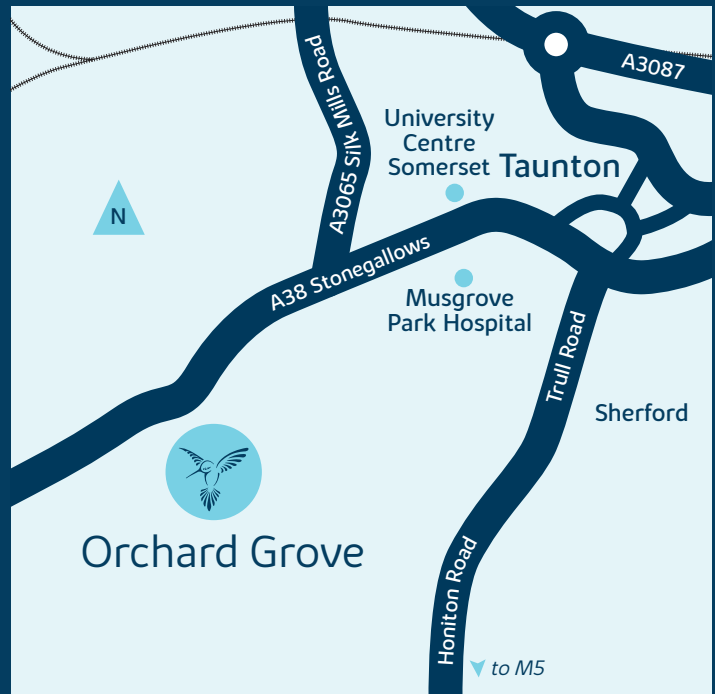 A3087
A3065 Silk Mills Road
University
Centre
Somerset
Taunton
N
A38 Stonegallows
Musgrove
Park Hospital
Trull Road
Sherford
Orchard Grove
Honiton Road
to M5